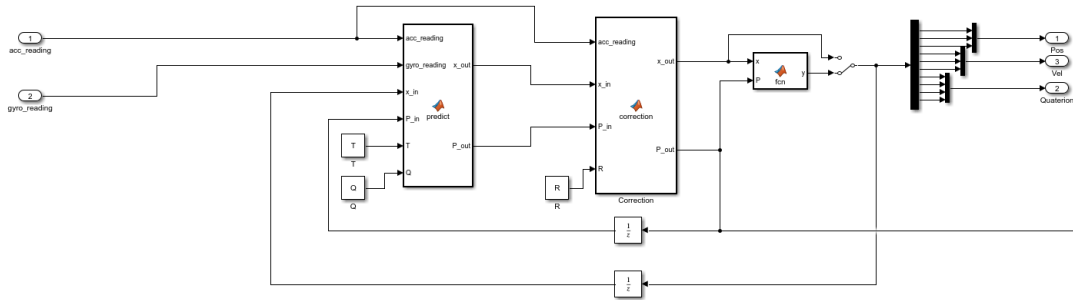 1
acc_reading
2
gyro_reading
acc_reading
gyro_reading
x_in
P_in
T
Q
x_out
P_out
predict
T
T
Q
Q
acc_reading
x_in
P_in
R
x_out
P_out
correction
Correction
R
R
x
P
y
fcn
1
z
1
z
1
Pos
3
Vel
2
Quaterion